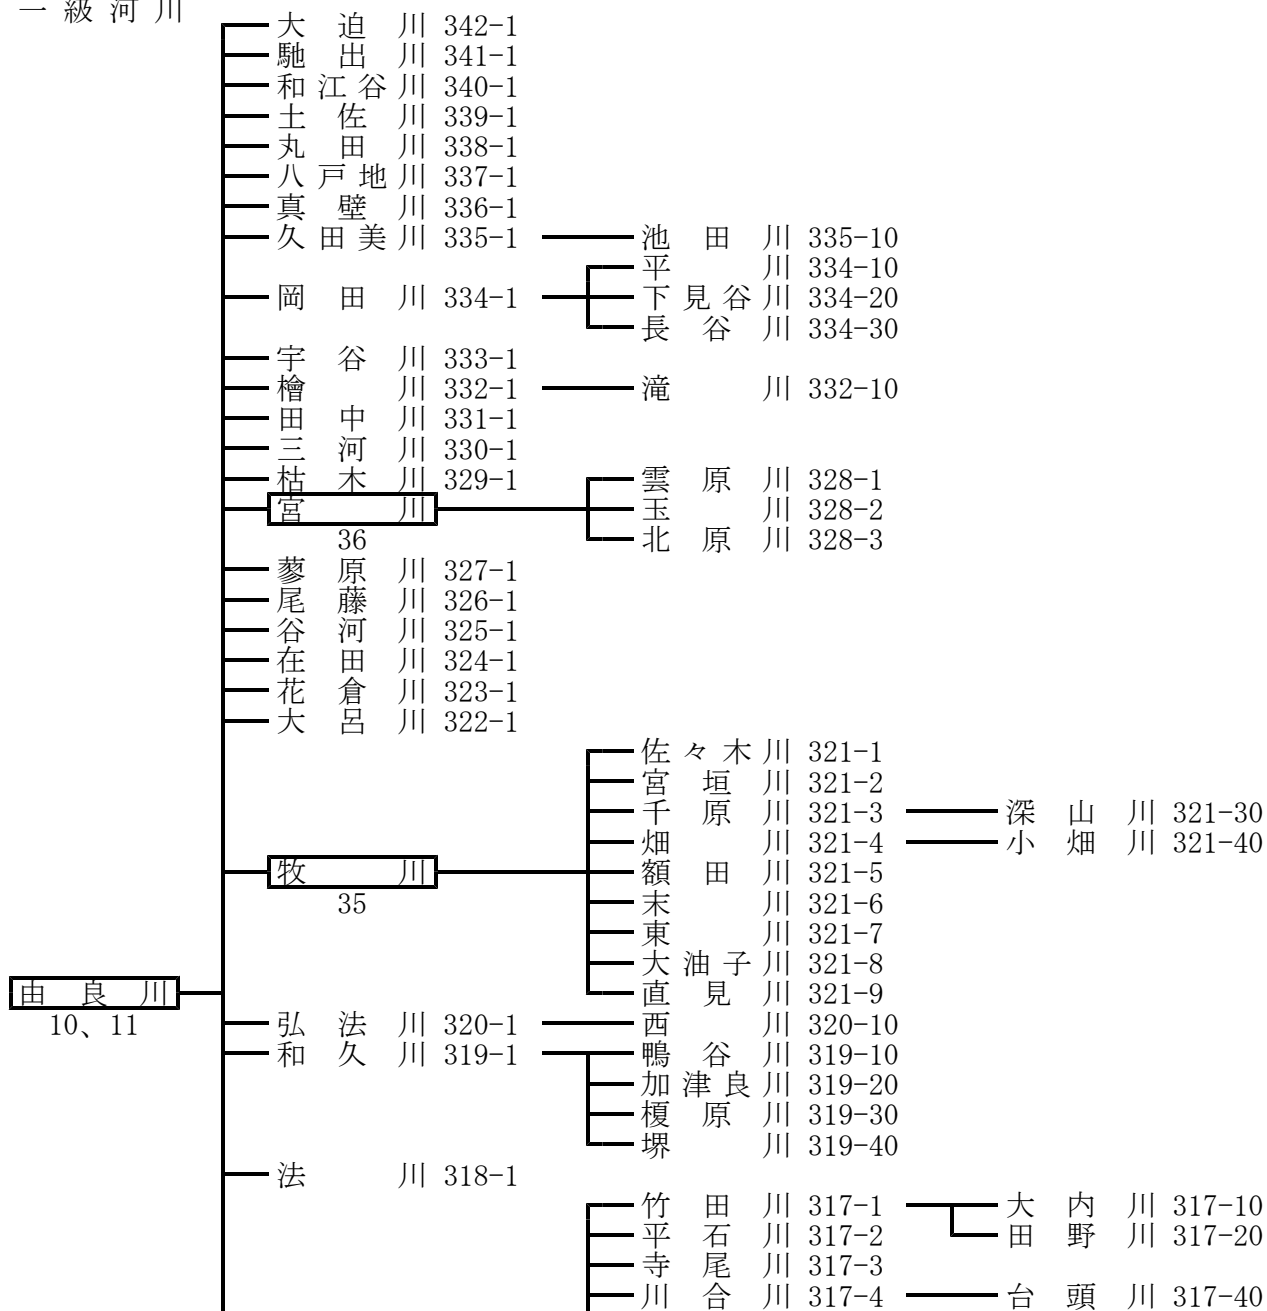 一級河川
大迫川 342-1
馳出川 341-1
和江谷川 340-1
土佐川 339-1
丸田川 338-1
八戸地川 337-1
真壁川 336-1
久田美川 335-1 池田川 335-10
平川 334-10
岡田川 334-1 下見谷川 334-20
長谷川 334-30
宇谷川 333-1
檜川 332-1 滝川 332-10
田中川 331-1
三河川 330-1
枯木川 329-1 雲原川 328-1
宮川 玉川 328-2
36 北原川 328-3
蓼原川 327-1
尾藤川 326-1
谷河川 325-1
在田川 324-1
花倉川 323-1
大呂川 322-1
佐々木川 321-1
宮垣川 321-2
千原川 321-3 深山川 321-30
畑川 321-4 小畑川 321-40
牧川 額田川 321-5
35 末川 321-6
東川 321-7
大油子川 321-8
由良川 直見川 321-9
10、11 弘法川 320-1 西川 320-10
和久川 319-1 鴨谷川 319-10
加津良川 319-20
榎原川 319-30
堺川 319-40
法川 318-1
竹田川 317-1 大内川 317-10
平石川 317-2 田野川 317-20
寺尾川 317-3
川合川 317-4 台頭川 317-40